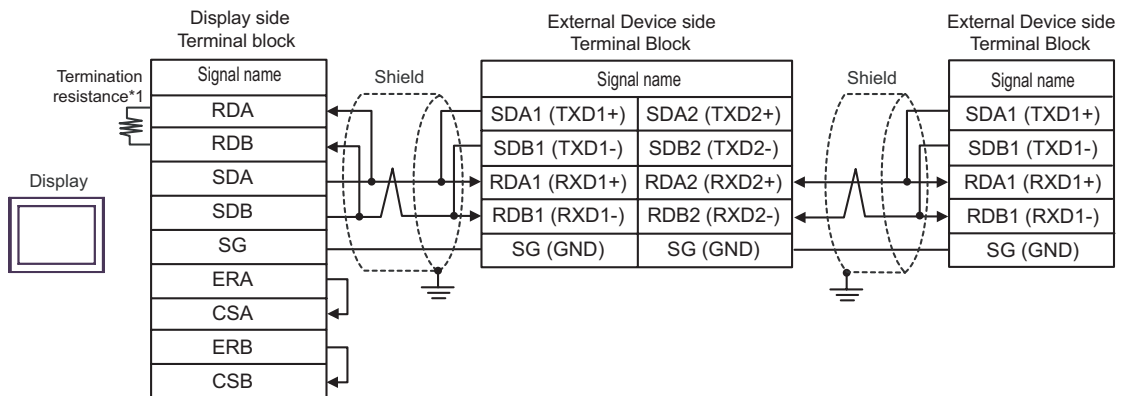 Display side
Terminal block
External Device side
Terminal Block
External Device side
Terminal Block
Termination
resistance*1
Signal name
Shield
Signal name
Shield
Signal name
RDA
SDA1 (TXD1+) SDA2 (TXD2+)
SDA1 (TXD1+)
RDB
SDB1 (TXD1-) SDB2 (TXD2-)
SDB1 (TXD1-)
Display
SDA
RDA1 (RXD1+) RDA2 (RXD2+)
RDA1 (RXD1+)
SDB
RDB1 (RXD1-) RDB2 (RXD2-)
RDB1 (RXD1-)
SG
SG (GND) SG (GND)
SG (GND)
ERA
CSA
ERB
CSB